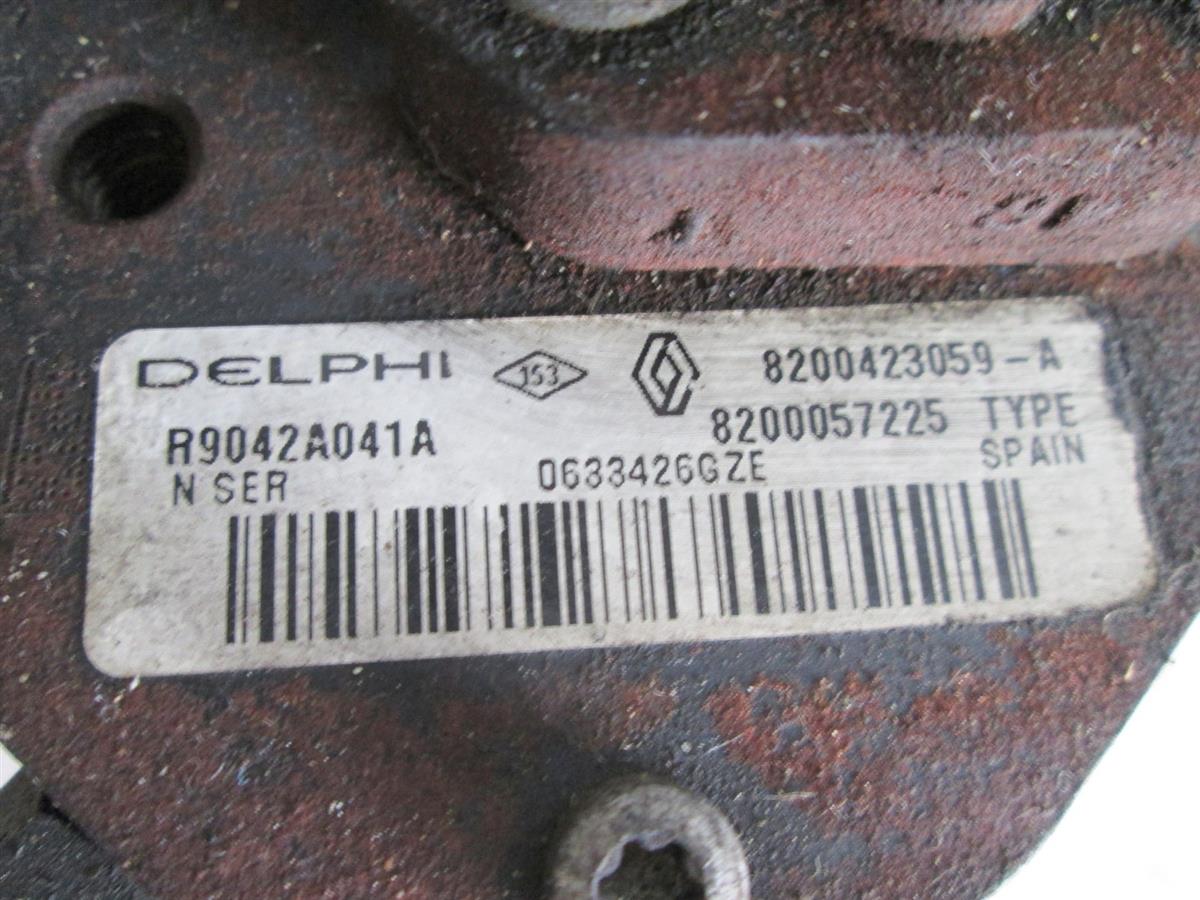 DELPHI 153 8200423059-A
R9042A041A 8200057225 TYPE
N SER 0633426GZE SPAIN